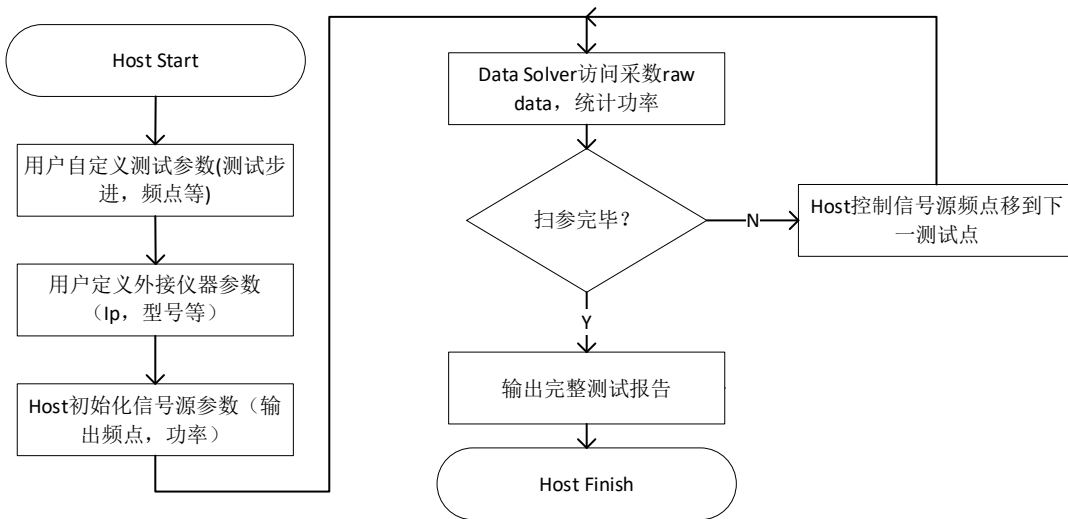 Host Start
用户自定义测试参数(测试步
进，频点等)
用户定义外接仪器参数
（Ip，型号等）
Host初始化信号源参数（输
出频点，功率）
Data Solver访问采数raw
data，统计功率
扫参完毕？
N
Host控制信号源频点移到下
一测试点
Y
输出完整测试报告
Host Finish